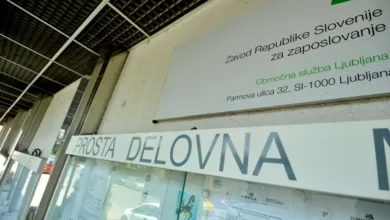 Zavod Republike Slovenije
za zaposlovanje
Območna služba Ljubljana
Parmova ulica 32, SI-1000 Ljubljana
PROSTA DELOVNA M